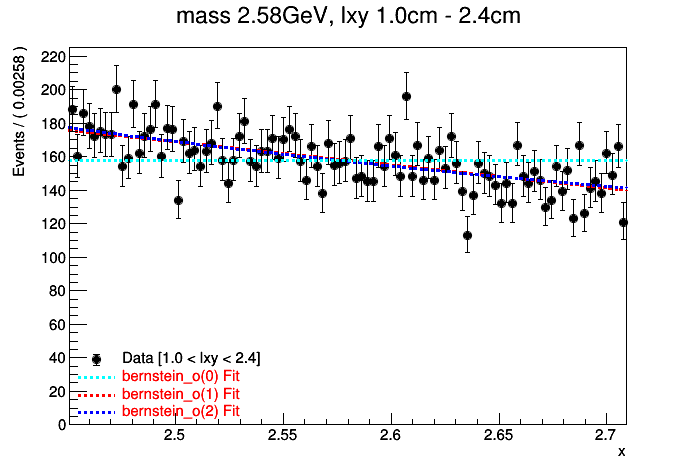 mass 2.58GeV, lxy 1.0cm - 2.4cm
Events / ( 0.00258 )
220
200
180
160
140
120
100
80
60
40
20
0
Data [1.0 < lxy < 2.4]
bernstein_o(0) Fit
bernstein_o(1) Fit
bernstein_o(2) Fit
2.5 2.55 2.6 2.65 2.7
x